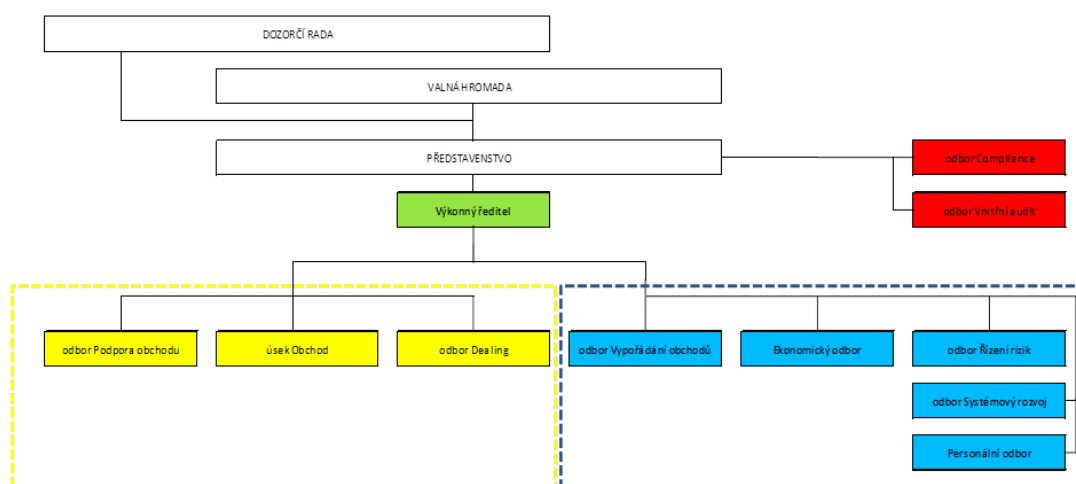 DOZORČÍ RADA
VALNÁ HROMADA
PŘEDSTAVENSTVO
odbor Compliance
Výkonný ředitel
odbor Vnitřní audit
odbor Podpora obchodu
úsek Obchod
odbor Dealing
odbor Vypořádání obchodů
Ekonomický odbor
odbor Řízení rizik
odbor Systémový rozvoj
Personální odbor